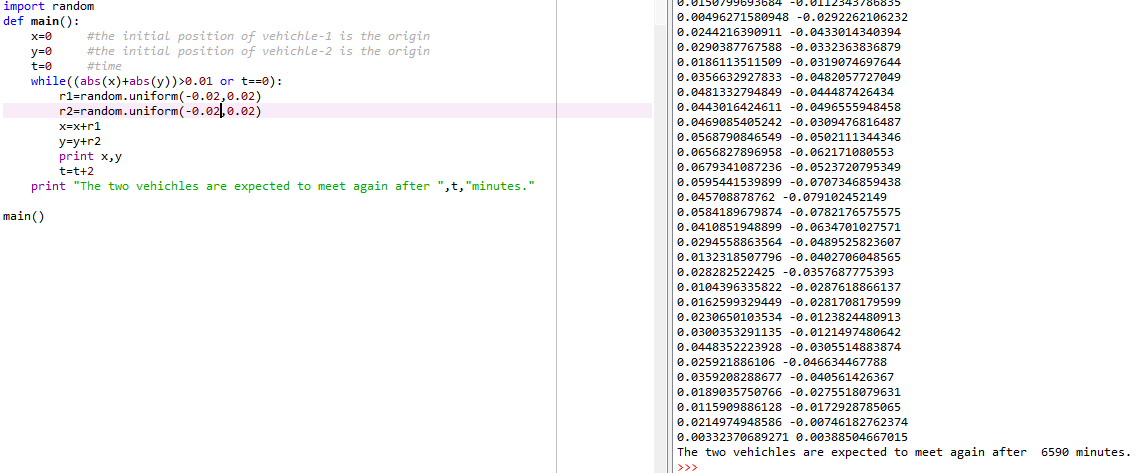 import random
def main():
    x=0     #the initial position of vehichle-1 is the origin
    y=0     #the initial position of vehichle-2 is the origin
    t=0     #time
    while((abs(x)+abs(y))>0.01 or t==0):
        r1=random.uniform(-0.02,0.02)
        r2=random.uniform(-0.02,0.02)
        x=x+r1
        y=y+r2
        print x,y
        t=t+2
    print "The two vehichles are expected to meet again after ",t,"minutes."
main()
0.0150799693684 -0.0112343786835
0.00496271580948 -0.0292262106232
0.0244216390911 -0.0433014340394
0.0290387767588 -0.0332363836879
0.0186113511509 -0.0319074697644
0.0356632927833 -0.0482057727049
0.0481332794849 -0.044487426434
0.0443016424611 -0.0496555948458
0.0469085405242 -0.0309476816487
0.0568790846549 -0.0502111344346
0.0656827896958 -0.062171080553
0.0679341087236 -0.0523720795349
0.0595441539899 -0.0707346859438
0.045708878762 -0.079102452149
0.0584189679874 -0.0782176575575
0.0410851948899 -0.0634701027571
0.0294558863564 -0.0489525823607
0.0132318507796 -0.0402706048565
0.028282522425 -0.0357687775393
0.0104396335822 -0.0287618866137
0.0162599329449 -0.0281708179599
0.0230650103534 -0.0123824480913
0.0300353291135 -0.0121497480642
0.0448352223928 -0.0305514883874
0.025921886106 -0.046634467788
0.0359208288677 -0.040561426367
0.0189035750766 -0.0275518079631
0.0115909886128 -0.0172928785065
0.0214974948586 -0.00746182762374
0.00332370689271 0.00388504667015
The two vehichles are expected to meet again after  6590 minutes.
>>>